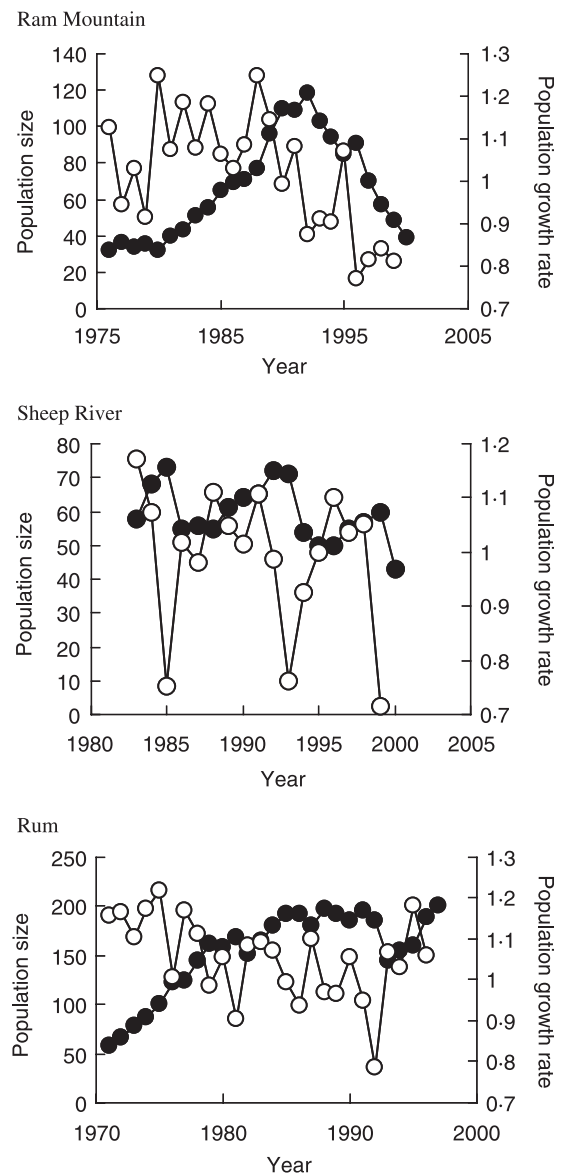 Ram Mountain
140
120
100
80
60
40
20
0
1·3
1·2
1·1
1
0·9
0·8
0·7
Population size
Population growth rate
1975 1985 1995 2005
Year
Sheep River
80
70
60
50
40
30
20
10
0
1·2
1·1
1
0·9
0·8
0·7
Population size
Population growth rate
1980 1985 1990 1995 2000 2005
Year
Rum
250
200
150
100
50
0
1·3
1·2
1·1
1
0·9
0·8
0·7
Population size
Population growth rate
1970 1980 1990 2000
Year